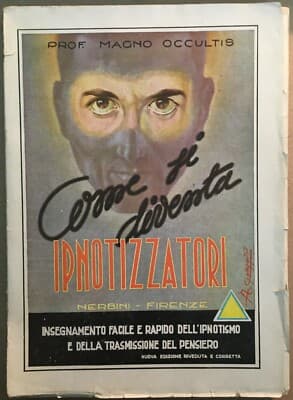 PROF. MAGNO OCCULTIS
Come si
diventa
IPNOTIZZATORI
NERBINI - FIRENZE
INSEGNAMENTO FACILE E RAPIDO DELL'IPNOTISMO
E DELLA TRASMISSIONE DEL PENSIERO
NUOVA EDIZIONE RIVEDUTA E CORRETTA